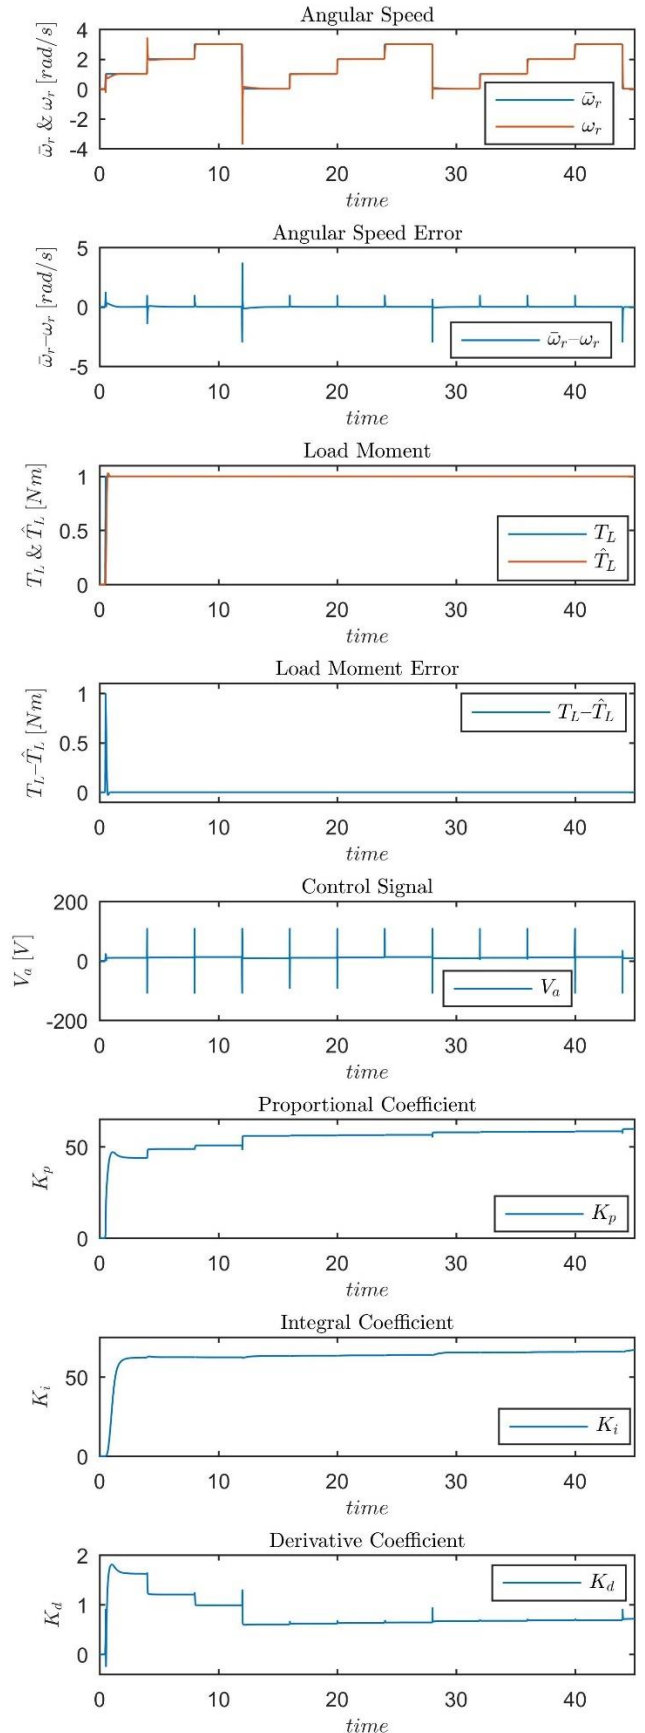 Angular Speed
ω̄r & ωr [rad/s]
4
2
0
-2
-4
ω̄r
ωr
0 10 20 30 40
time
Angular Speed Error
ω̄r–ωr [rad/s]
5
0
-5
ω̄r–ωr
0 10 20 30 40
time
Load Moment
TL & T̂L [Nm]
1
0.5
0
TL
T̂L
0 10 20 30 40
time
Load Moment Error
TL–T̂L [Nm]
1
0.5
0
TL–T̂L
0 10 20 30 40
time
Control Signal
Va [V]
200
0
-200
Va
0 10 20 30 40
time
Proportional Coefficient
Kp
50
0
Kp
0 10 20 30 40
time
Integral Coefficient
Ki
50
0
Ki
0 10 20 30 40
time
Derivative Coefficient
Kd
2
1
0
Kd
0 10 20 30 40
time